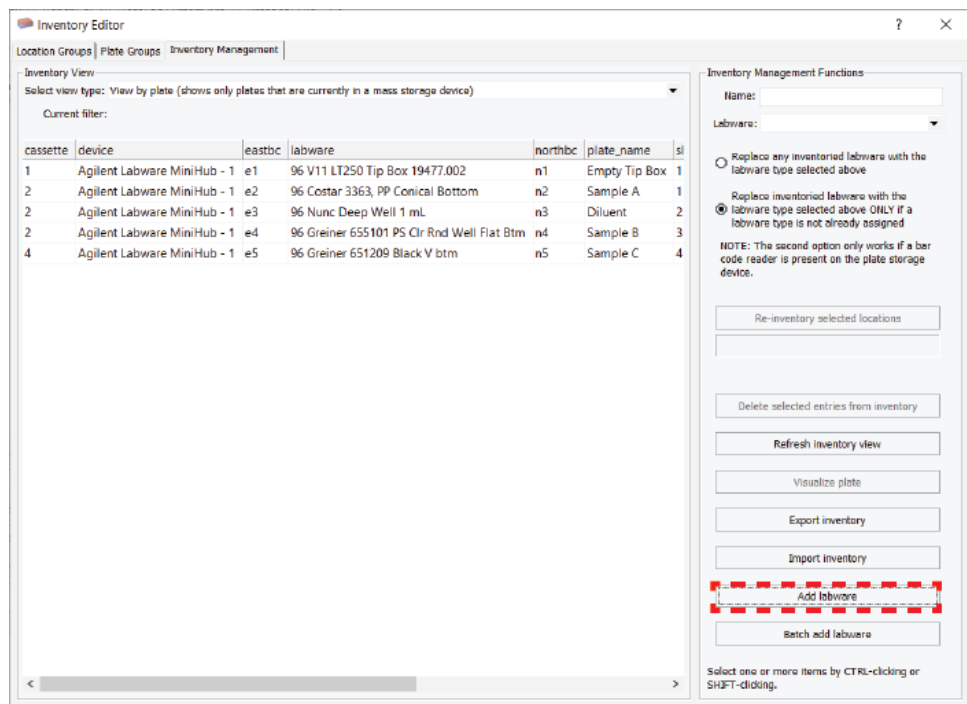 Inventory Editor
? ×
Location Groups Plate Groups Inventory Management
Inventory View
Select view type: View by plate (shows only plates that are currently in a mass storage device)
Current filter:
cassette device eastbc labware northbc plate_name sl
1 Agilent Labware MiniHub - 1 e1 96 V11 LT250 Tip Box 19477.002 n1 Empty Tip Box 1
2 Agilent Labware MiniHub - 1 e2 96 Costar 3363, PP Conical Bottom n2 Sample A 1
2 Agilent Labware MiniHub - 1 e3 96 Nunc Deep Well 1 mL n3 Diluent 2
2 Agilent Labware MiniHub - 1 e4 96 Greiner 655101 PS Clr Rnd Well Flat Btm n4 Sample B 3
4 Agilent Labware MiniHub - 1 e5 96 Greiner 651209 Black V btm n5 Sample C 4
Inventory Management Functions
Name:
Labware:
Replace any inventoried labware with the
labware type selected above
Replace inventoried labware with the
labware type selected above ONLY if a
labware type is not already assigned
NOTE: The second option only works if a bar
code reader is present on the plate storage
device.
Re-inventory selected locations
Delete selected entries from inventory
Refresh inventory view
Visualize plate
Export inventory
Import inventory
Add labware
Batch add labware
Select one or more items by CTRL-clicking or
SHIFT-clicking.